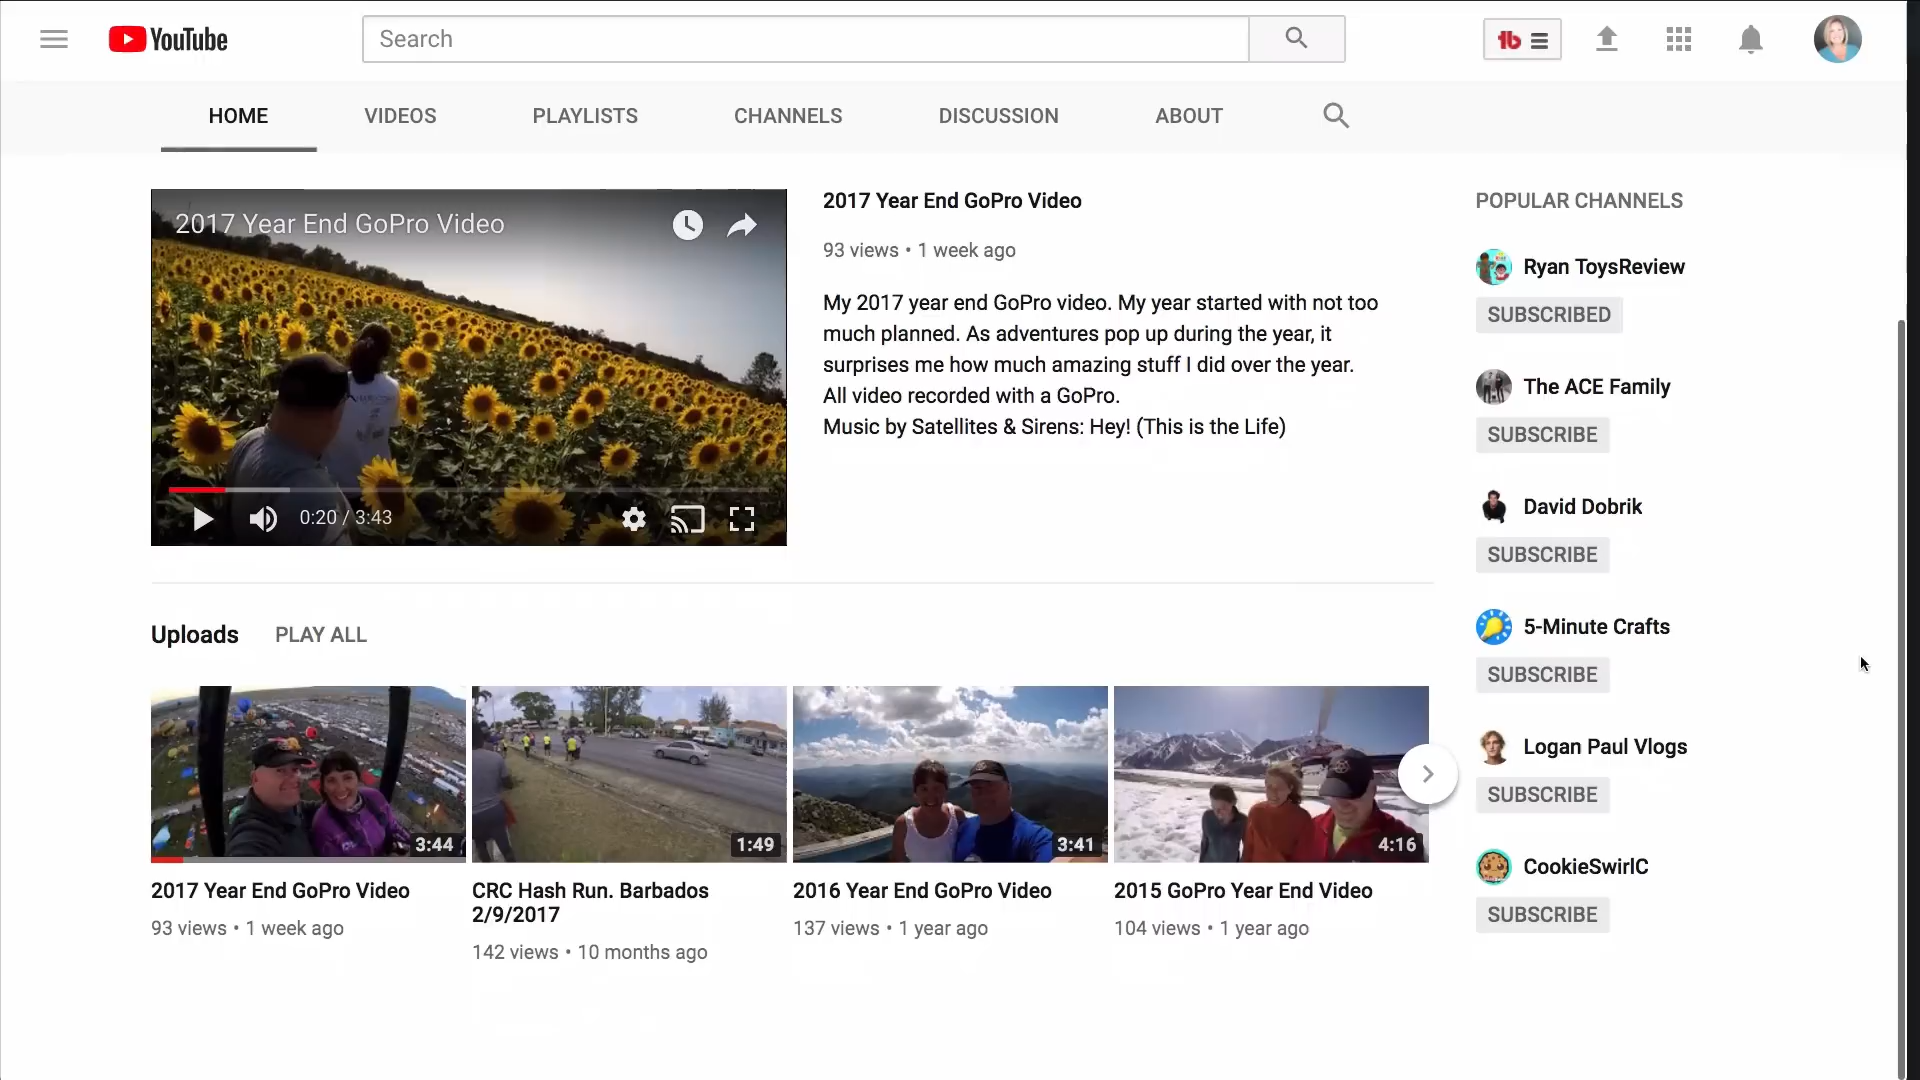 YouTube
Search
tb
HOME
VIDEOS
PLAYLISTS
CHANNELS
DISCUSSION
ABOUT
2017 Year End GoPro Video
0:20 / 3:43
2017 Year End GoPro Video
93 views • 1 week ago
My 2017 year end GoPro video. My year started with not too
much planned. As adventures pop up during the year, it
surprises me how much amazing stuff I did over the year.
All video recorded with a GoPro.
Music by Satellites & Sirens: Hey! (This is the Life)
POPULAR CHANNELS
Ryan ToysReview
SUBSCRIBED
The ACE Family
SUBSCRIBE
David Dobrik
SUBSCRIBE
5-Minute Crafts
SUBSCRIBE
Logan Paul Vlogs
SUBSCRIBE
CookieSwirlC
SUBSCRIBE
Uploads
PLAY ALL
3:44
2017 Year End GoPro Video
93 views • 1 week ago
1:49
CRC Hash Run. Barbados
2/9/2017
142 views • 10 months ago
3:41
2016 Year End GoPro Video
137 views • 1 year ago
4:16
2015 GoPro Year End Video
104 views • 1 year ago